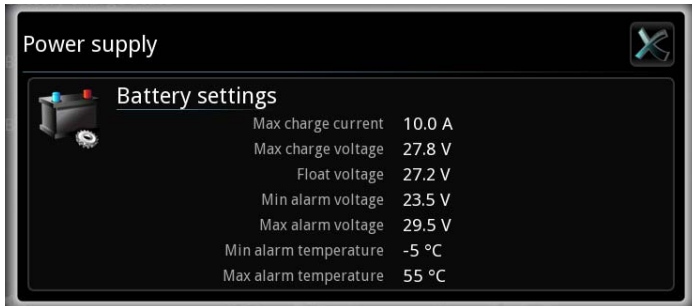 Power supply
Battery settings
Max charge current 10.0 A
Max charge voltage 27.8 V
Float voltage 27.2 V
Min alarm voltage 23.5 V
Max alarm voltage 29.5 V
Min alarm temperature -5 °C
Max alarm temperature 55 °C